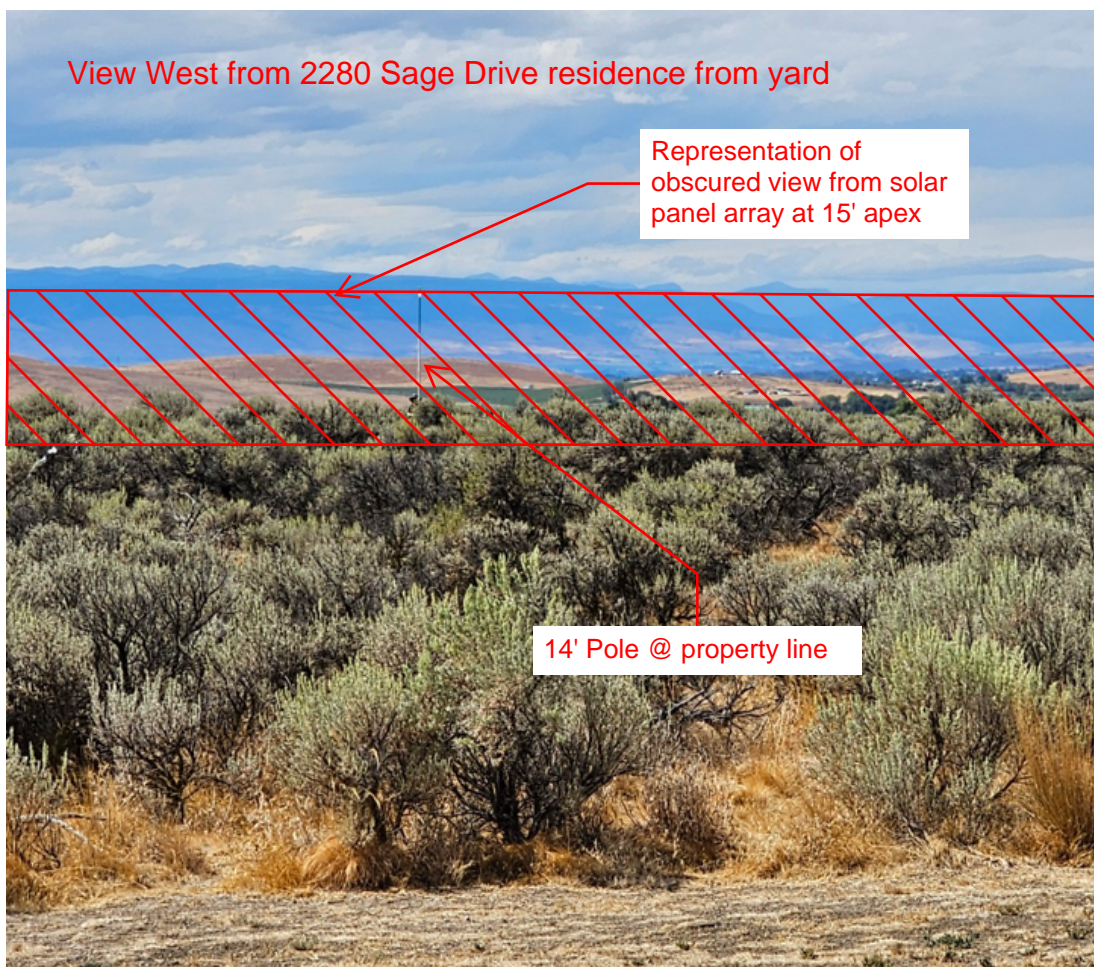 View West from 2280 Sage Drive residence from yard
Representation of
obscured view from solar
panel array at 15' apex
14' Pole @ property line